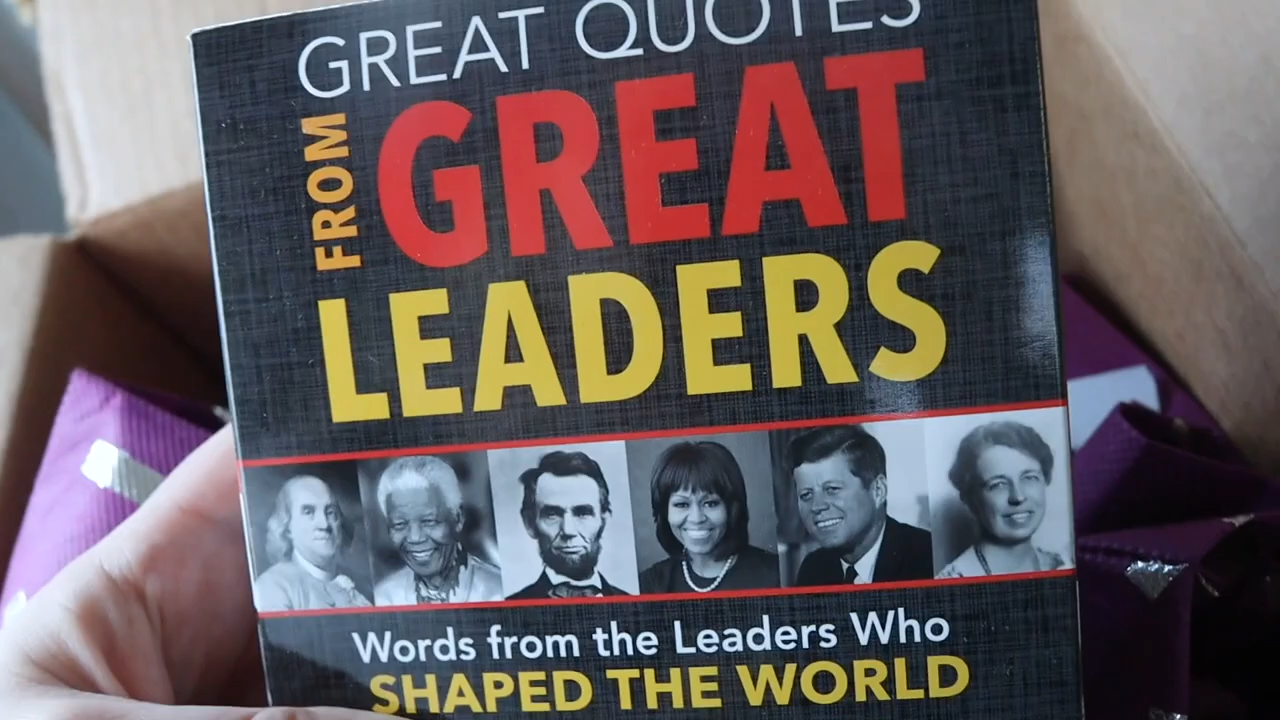 GREAT QUOTES
FROM GREAT
LEADERS
Words from the Leaders Who
SHAPED THE WORLD